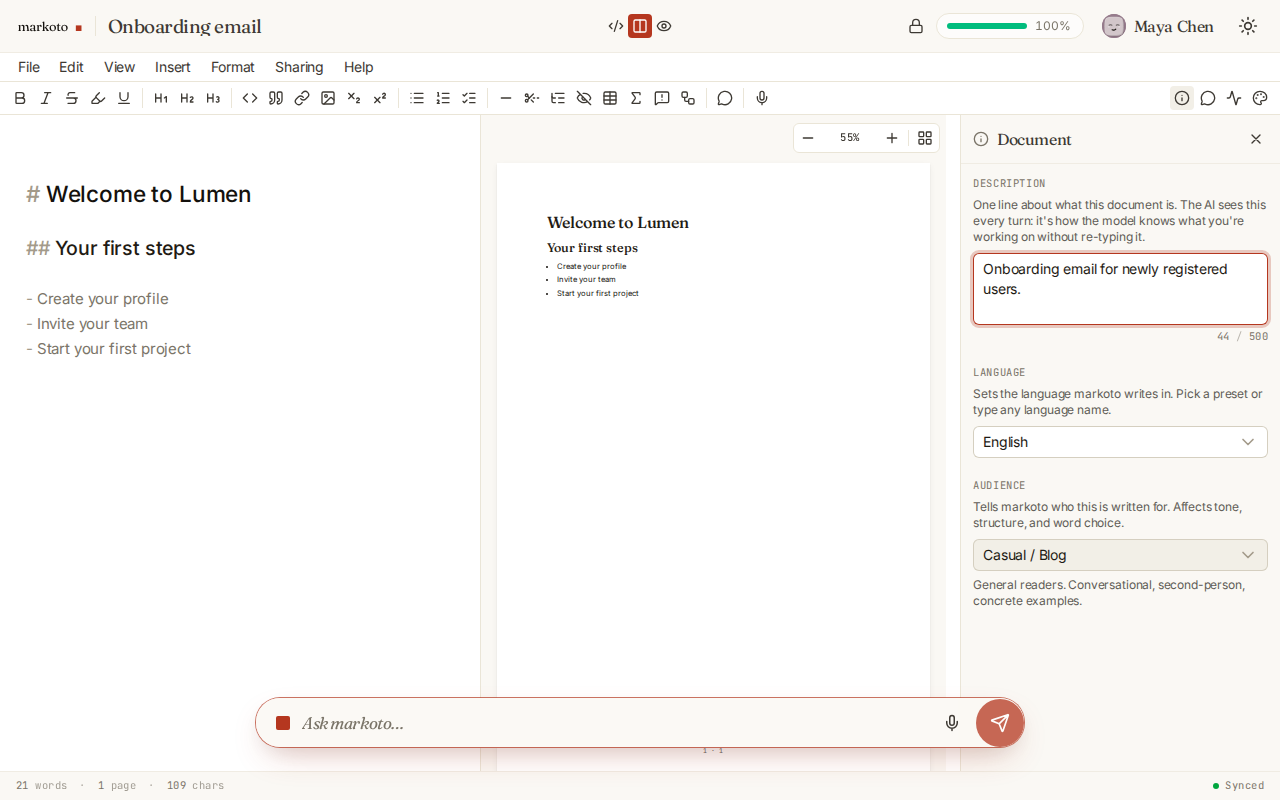 markoto
Onboarding email
100%
Maya Chen
File Edit View Insert Format Sharing Help
H1 H2 H3
X2 x2
55%
Document
DESCRIPTION
One line about what this document is. The AI sees this
every turn: it's how the model knows what you're
working on without re-typing it.
Onboarding email for newly registered
users.
44 / 500
LANGUAGE
Sets the language markoto writes in. Pick a preset or
type any language name.
English
AUDIENCE
Tells markoto who this is written for. Affects tone,
structure, and word choice.
Casual / Blog
General readers. Conversational, second-person,
concrete examples.
# Welcome to Lumen
## Your first steps
- Create your profile
- Invite your team
- Start your first project
Welcome to Lumen
Your first steps
• Create your profile
• Invite your team
• Start your first project
Ask markoto...
1 · 1
21 words · 1 page · 109 chars
Synced